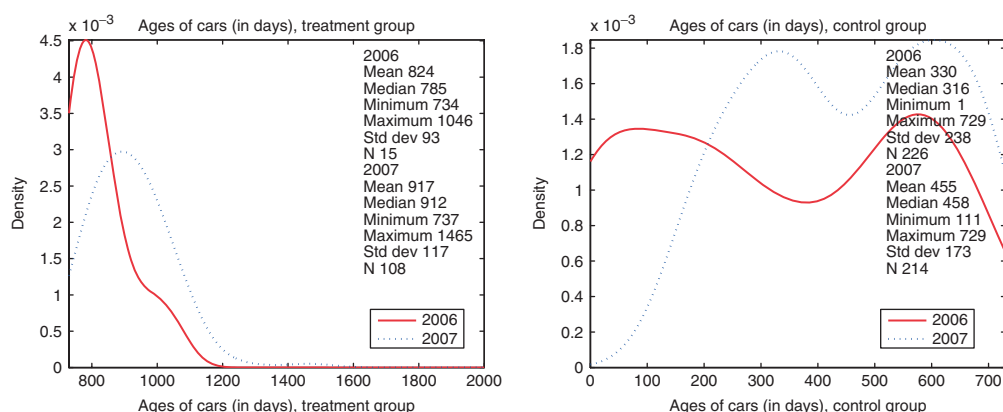 Ages of cars (in days), treatment group
x 10⁻³
4.5
4
3.5
3
2.5
2
1.5
1
0.5
0
Density
2006
Mean 824
Median 785
Minimum 734
Maximum 1046
Std dev 93
N 15
2007
Mean 917
Median 912
Minimum 737
Maximum 1465
Std dev 117
N 108
2006
2007
800 1000 1200 1400 1600 1800 2000
Ages of cars (in days), treatment group
Ages of cars (in days), control group
x 10⁻³
1.8
1.6
1.4
1.2
1
0.8
0.6
0.4
0.2
0
Density
2006
Mean 330
Median 316
Minimum 1
Maximum 729
Std dev 238
N 226
2007
Mean 455
Median 458
Minimum 111
Maximum 729
Std dev 173
N 214
2006
2007
0 100 200 300 400 500 600 700
Ages of cars (in days), control group